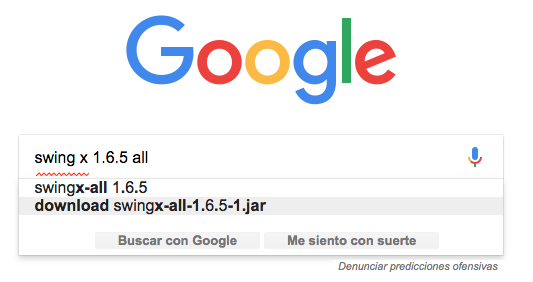 Google
swing x 1.6.5 all
swingx-all 1.6.5
download swingx-all-1.6.5-1.jar
Buscar con Google Me siento con suerte
Denunciar predicciones ofensivas